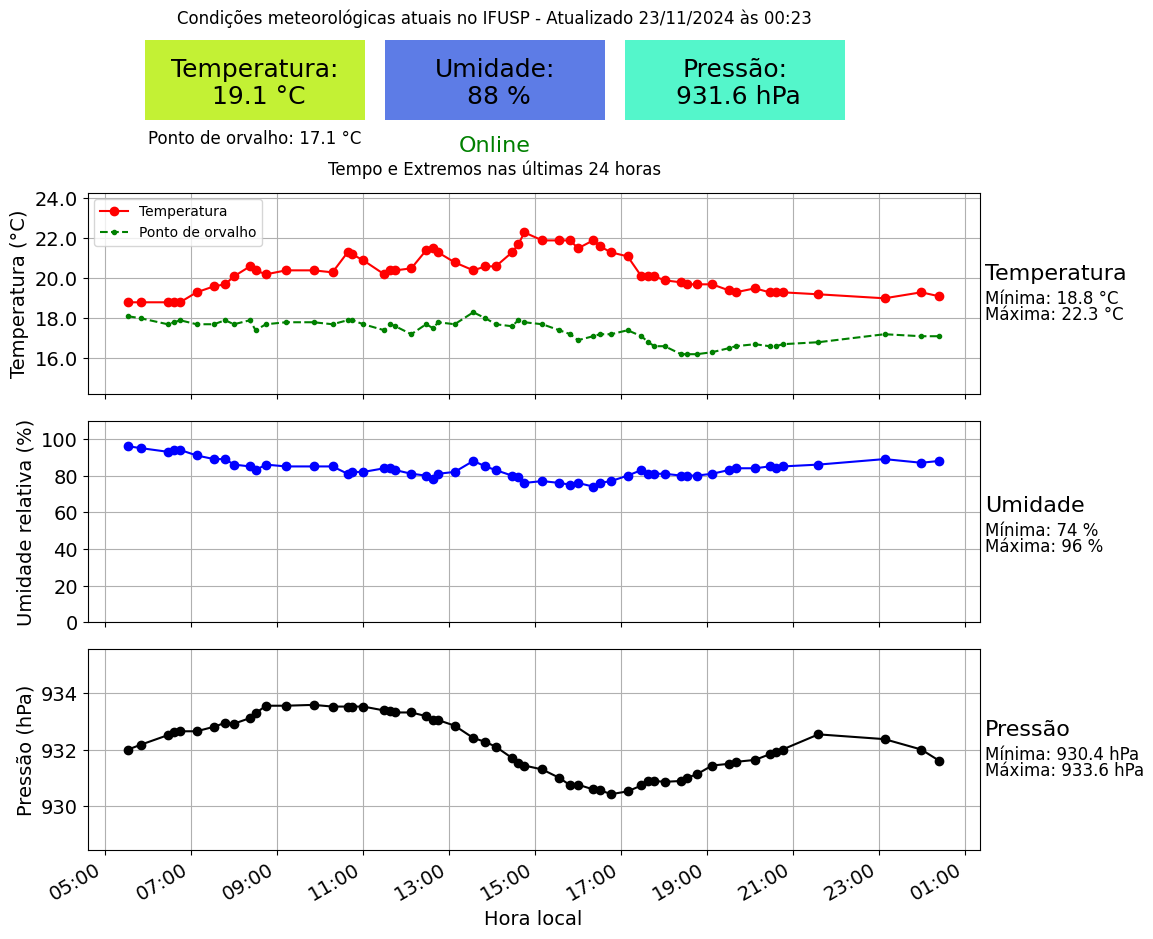 Condições meteorológicas atuais no IFUSP - Atualizado 23/11/2024 às 00:23
Temperatura:
19.1 °C
Umidade:
88 %
Pressão:
931.6 hPa
Ponto de orvalho: 17.1 °C
Online
Tempo e Extremos nas últimas 24 horas
Temperatura (°C)
24.0
22.0
20.0
18.0
16.0
Temperatura
Ponto de orvalho
Temperatura
Mínima: 18.8 °C
Máxima: 22.3 °C
Umidade relativa (%)
100
80
60
40
20
0
Umidade
Mínima: 74 %
Máxima: 96 %
Pressão (hPa)
934
932
930
Pressão
Mínima: 930.4 hPa
Máxima: 933.6 hPa
05:00
07:00
09:00
11:00
13:00
15:00
17:00
19:00
21:00
23:00
01:00
Hora local